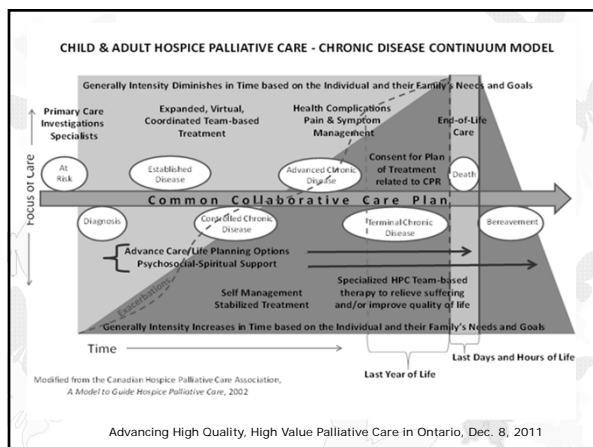 CHILD & ADULT HOSPICE PALLIATIVE CARE - CHRONIC DISEASE CONTINUUM MODEL
Generally Intensity Diminishes in Time based on the Individual and their Family's Needs and Goals
Primary Care
Investigations
Specialists
Expanded, Virtual,
Coordinated Team-based
Treatment
Health Complications
Pain & Symptom
Management
End-of-Life
Care
Focus of Care
At
Risk
Established
Disease
Advanced Chronic
Disease
Consent for Plan
of Treatment
related to CPR
Death
Common Collaborative Care Plan
Diagnosis
Controlled Chronic
Disease
Terminal Chronic
Disease
Bereavement
Advance Care/Life Planning Options
Psychosocial-Spiritual Support
Exacerbations
Self Management
Stabilized Treatment
Specialized HPC Team-based
therapy to relieve suffering
and/or improve quality of life
Generally Intensity Increases in Time based on the Individual and their Family's Needs and Goals
Time
Last Year of Life
Last Days and Hours of Life
Modified from the Canadian Hospice Palliative Care Association,
A Model to Guide Hospice Palliative Care, 2002
Advancing High Quality, High Value Palliative Care in Ontario, Dec. 8, 2011